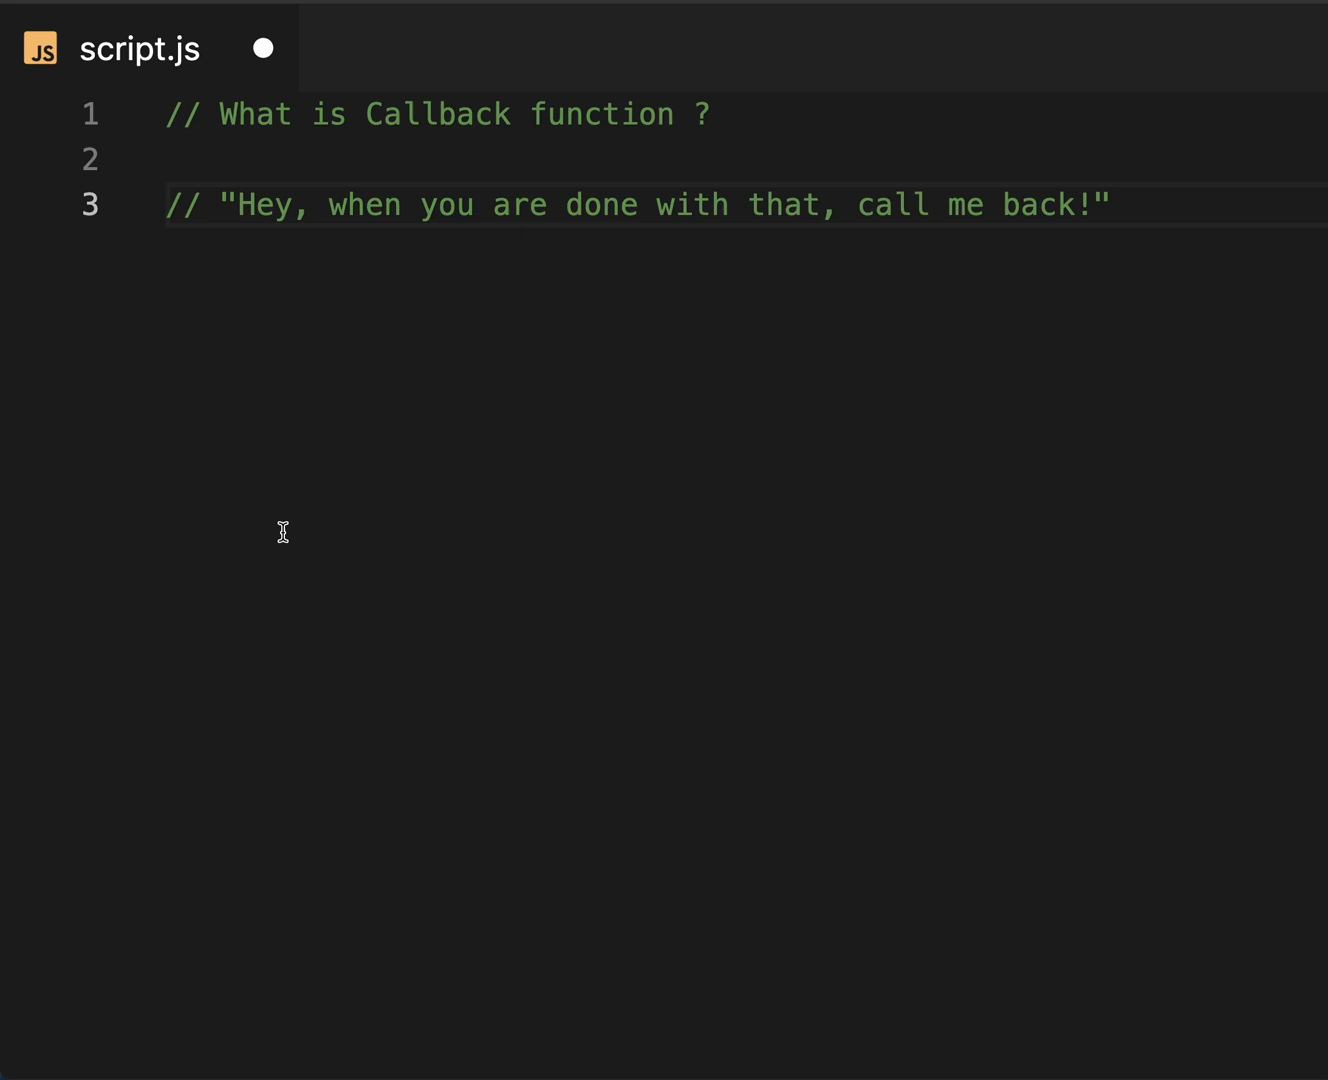 JS script.js
1 // What is Callback function ?
2
3 // "Hey, when you are done with that, call me back!"